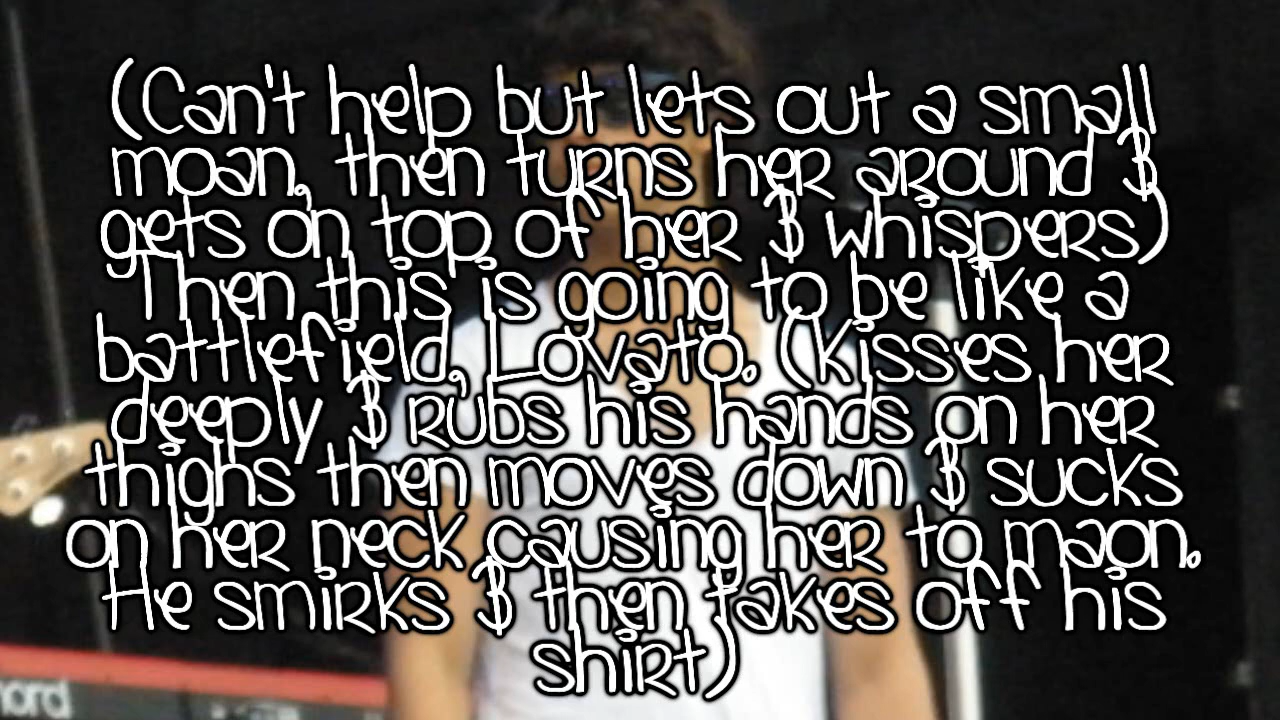 (Can't help but lets out a small
moan, then turns her around &
gets on top of her & whispers)
Then this is going to be like a
battlefield, Lovato. (kisses her
deeply & rubs his hands on her
thighs then moves down & sucks
on her neck causing her to maon.
He smirks & then takes off his
shirt)
nord